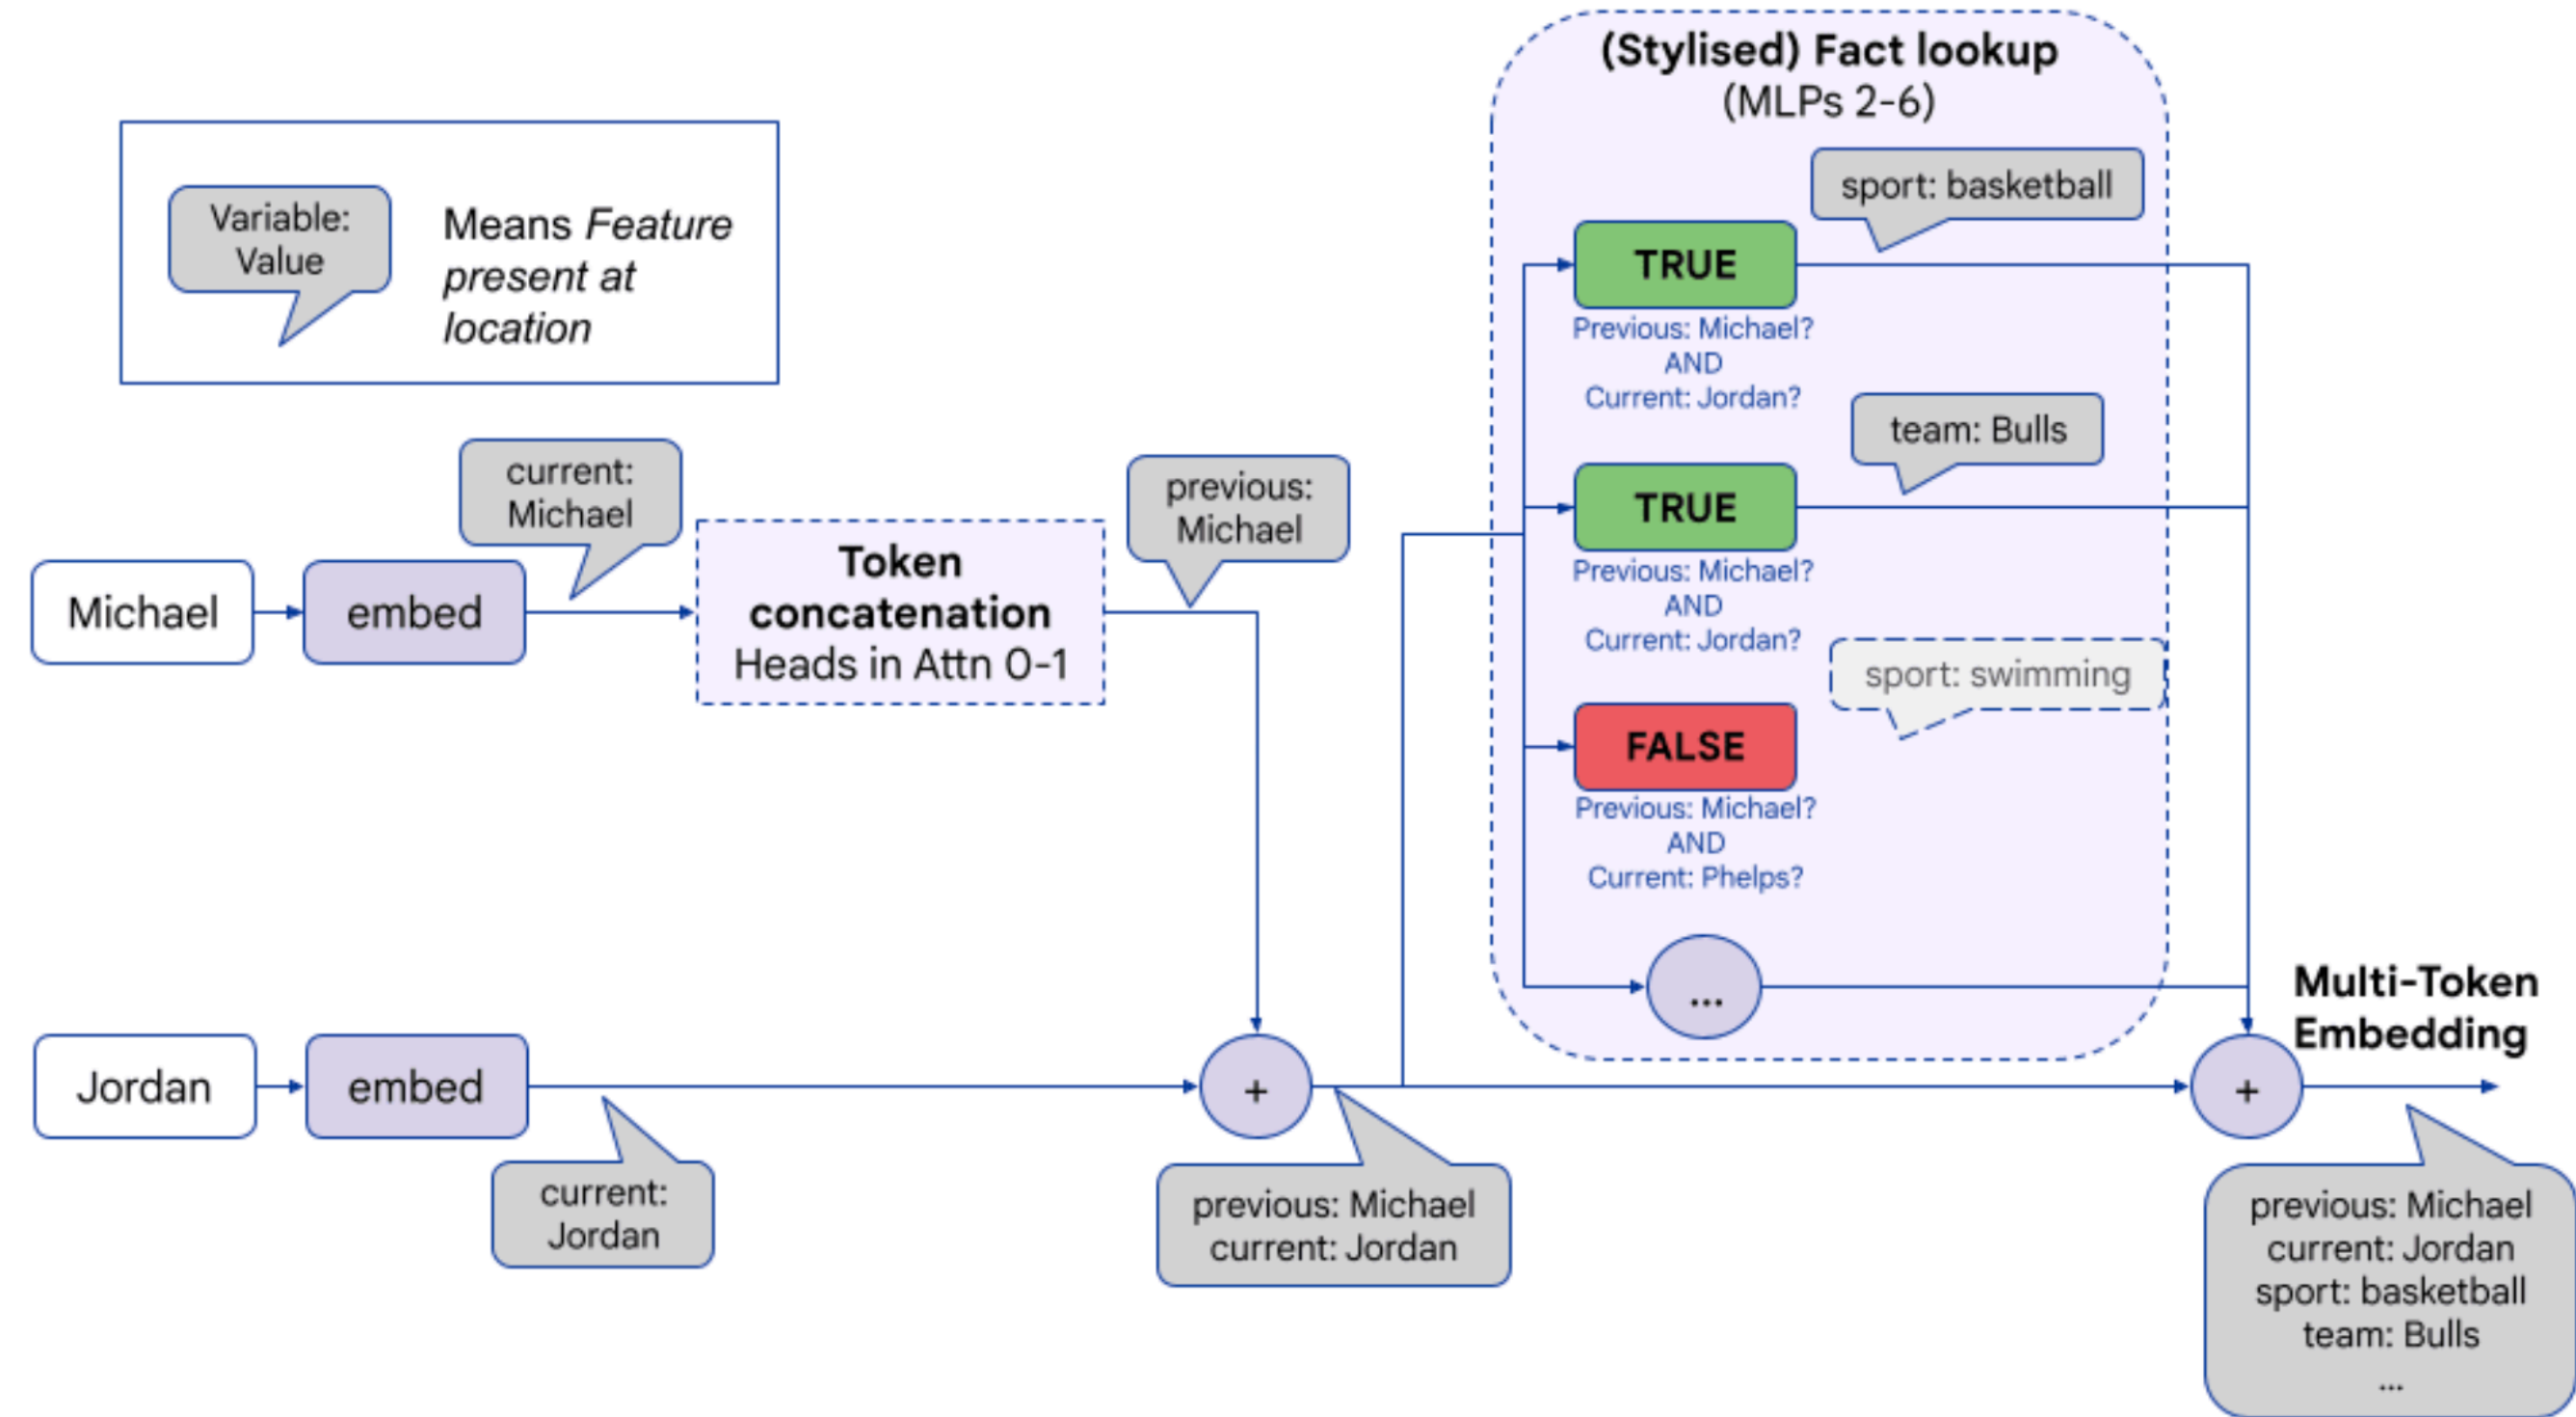 (Stylised) Fact lookup
(MLPs 2-6)
Variable:
Value
Means Feature
present at
location
sport: basketball
TRUE
Previous: Michael?
AND
Current: Jordan?
team: Bulls
TRUE
Previous: Michael?
AND
Current: Jordan?
sport: swimming
FALSE
Previous: Michael?
AND
Current: Phelps?
...
current:
Michael
previous:
Michael
Michael
embed
Token
concatenation
Heads in Attn 0-1
Jordan
embed
current:
Jordan
+
previous: Michael
current: Jordan
+
Multi-Token
Embedding
previous: Michael
current: Jordan
sport: basketball
team: Bulls
...